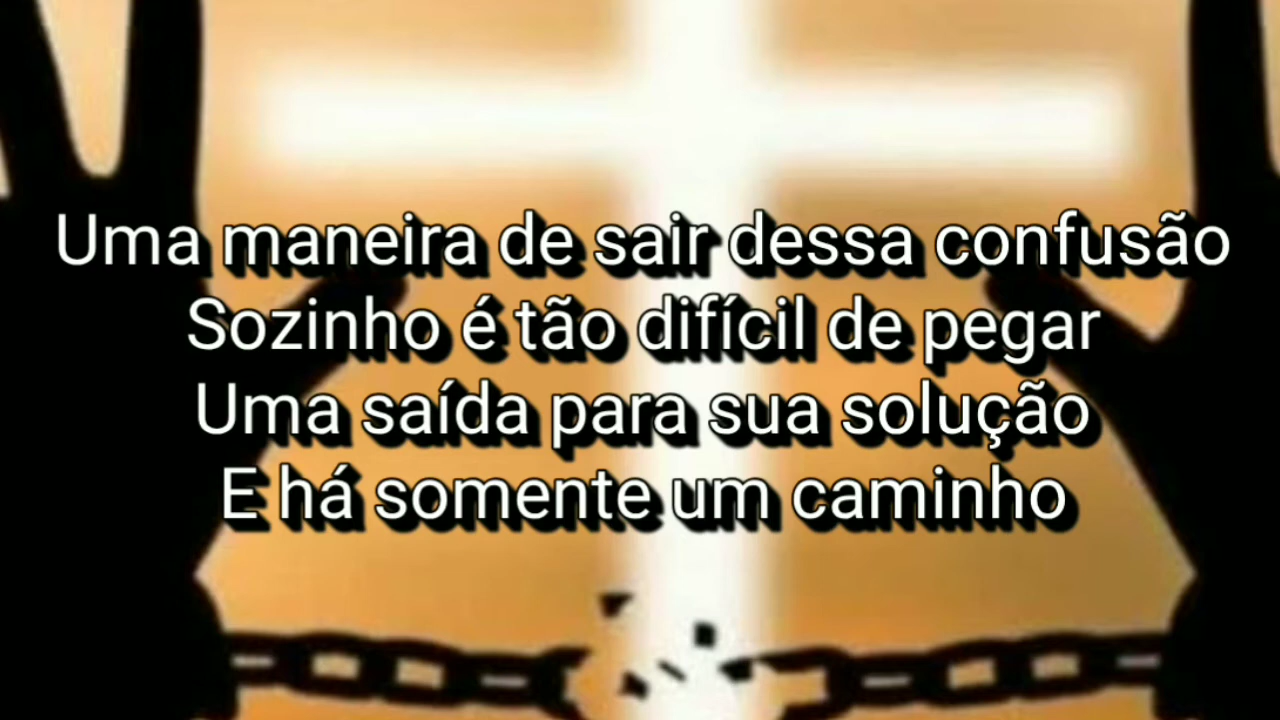 Uma maneira de sair dessa confusão
Sozinho é tão difícil de pegar
Uma saída para sua solução
E há somente um caminho